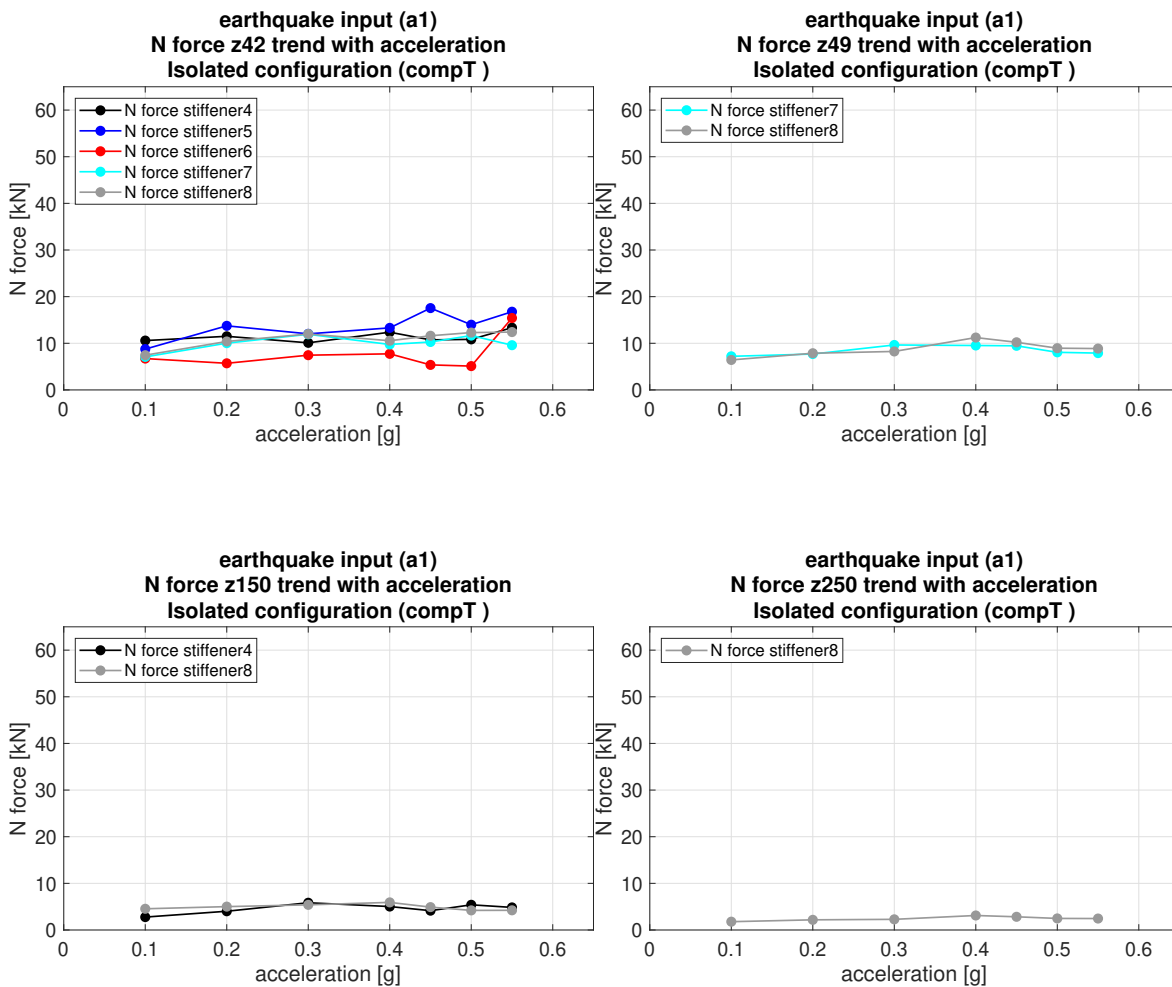 earthquake input (a1)
N force z42 trend with acceleration
Isolated configuration (compT )
N force stiffener4
N force stiffener5
N force stiffener6
N force stiffener7
N force stiffener8
N force [kN]
60
50
40
30
20
10
0
0 0.1 0.2 0.3 0.4 0.5 0.6
acceleration [g]
earthquake input (a1)
N force z49 trend with acceleration
Isolated configuration (compT )
N force stiffener7
N force stiffener8
N force [kN]
60
50
40
30
20
10
0
0 0.1 0.2 0.3 0.4 0.5 0.6
acceleration [g]
earthquake input (a1)
N force z150 trend with acceleration
Isolated configuration (compT )
N force stiffener4
N force stiffener8
N force [kN]
60
50
40
30
20
10
0
0 0.1 0.2 0.3 0.4 0.5 0.6
acceleration [g]
earthquake input (a1)
N force z250 trend with acceleration
Isolated configuration (compT )
N force stiffener8
N force [kN]
60
50
40
30
20
10
0
0 0.1 0.2 0.3 0.4 0.5 0.6
acceleration [g]